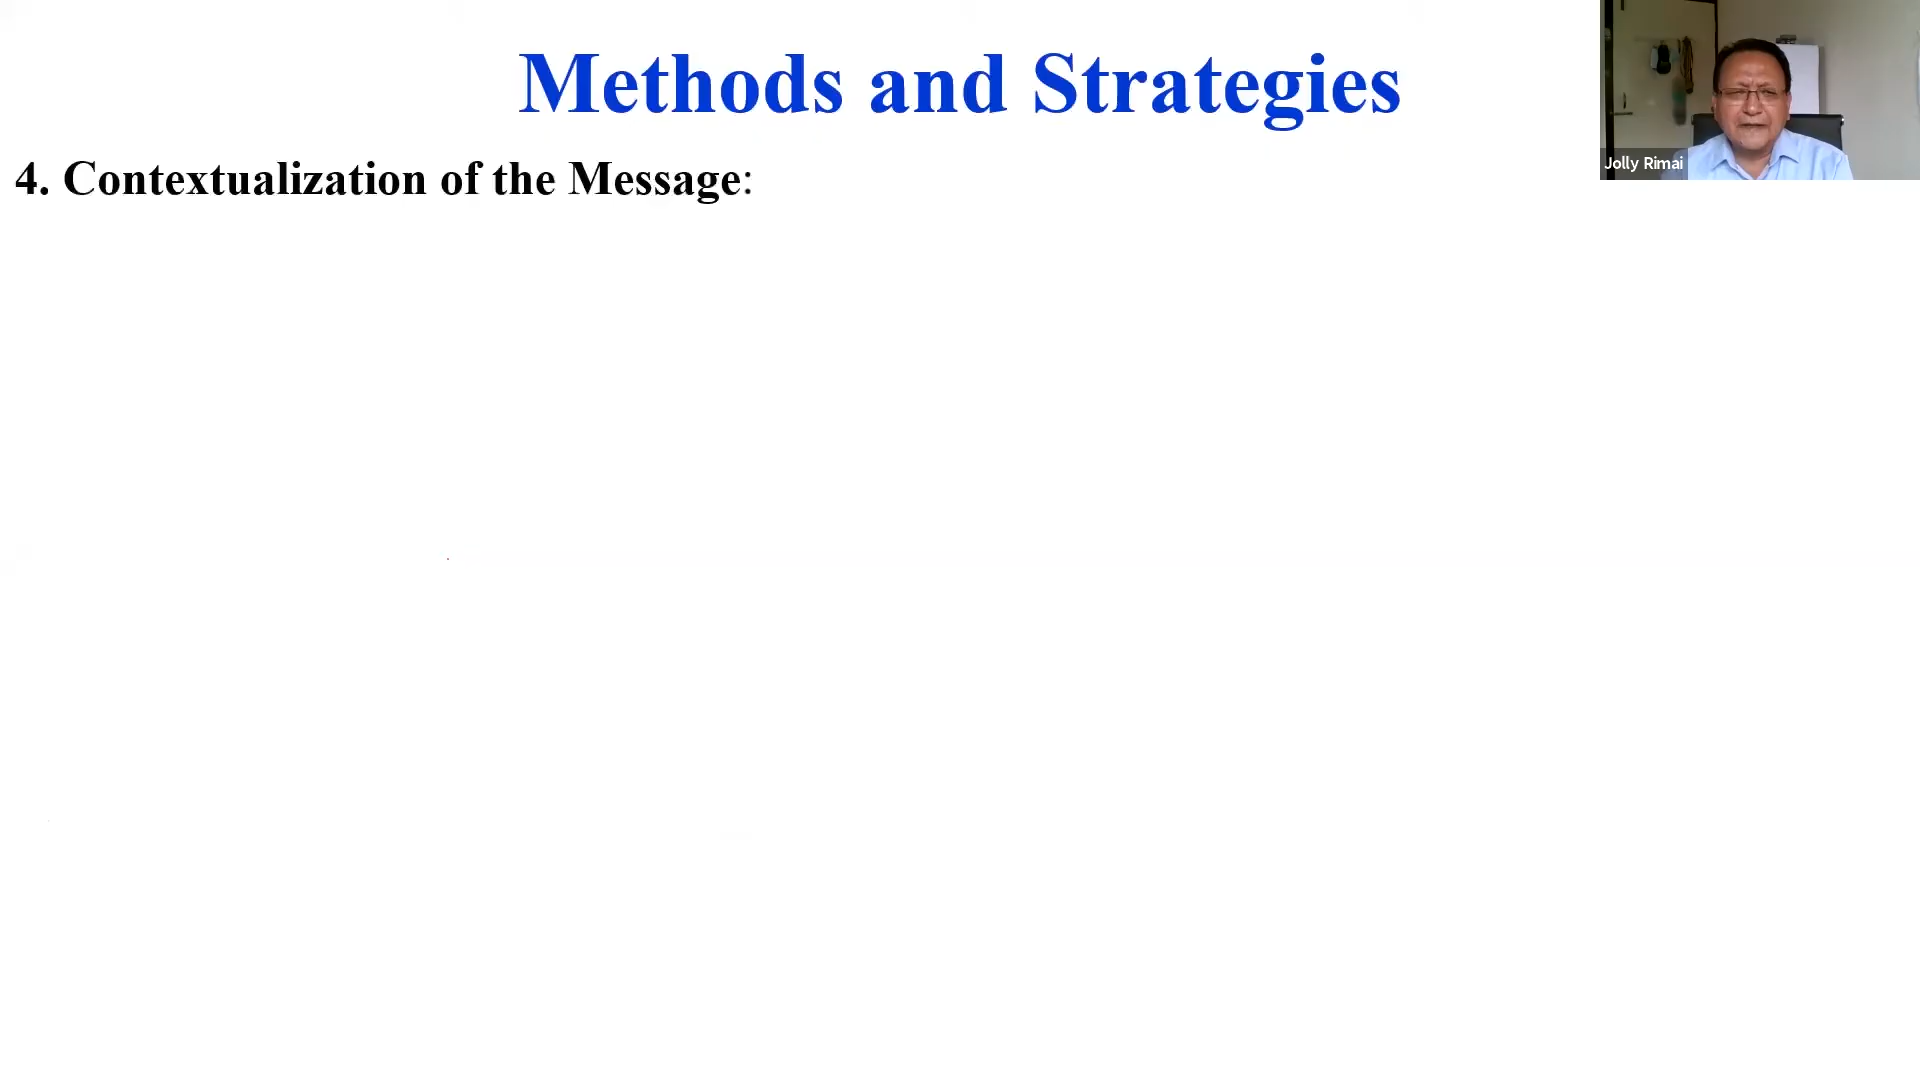 Methods and Strategies
4. Contextualization of the Message:
Jolly Rimai